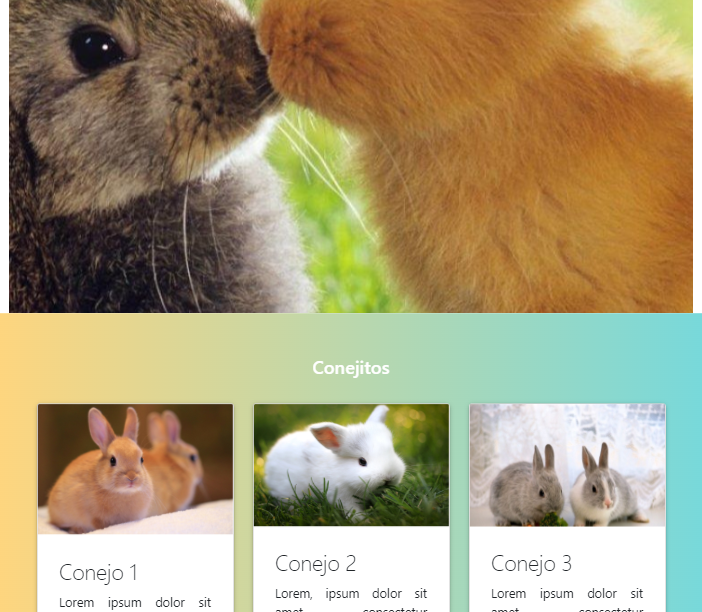 Conejitos
Conejo 1
Lorem ipsum dolor sit
Conejo 2
Lorem, ipsum dolor sit
amet consectetur
Conejo 3
Lorem ipsum dolor sit
amet consectetur